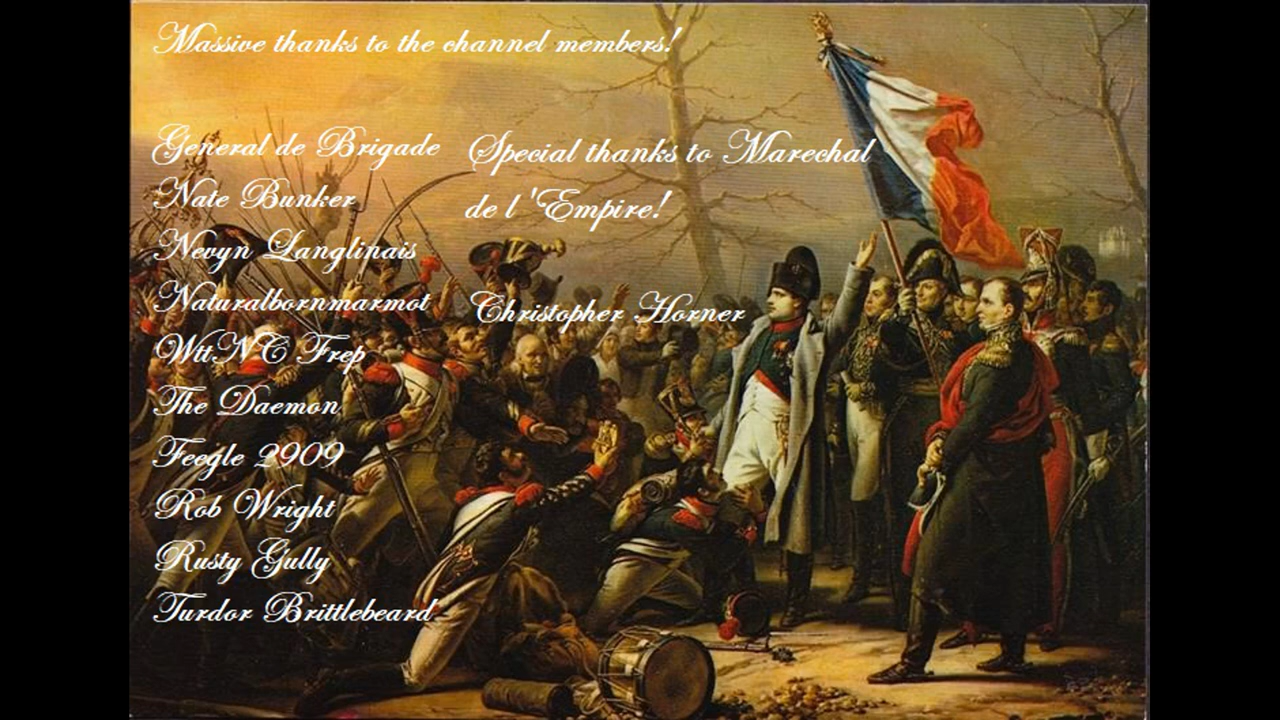 Massive thanks to the channel members!
General de Brigade
Nate Bunker
Nevyn Langlinais
Naturalbornmarmot
WttNC Frep
The Daemon
Feegle 2909
Rob Wright
Rusty Gully
Turdor Brittlebeard
Special thanks to Marechal
de l 'Empire!
Christopher Horner